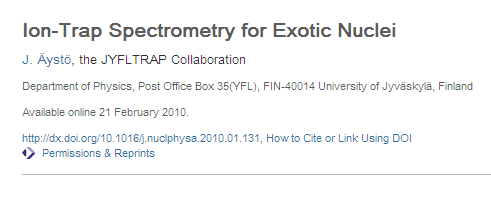 Ion-Trap Spectrometry for Exotic Nuclei
J. Äystö, the JYFLTRAP Collaboration
Department of Physics, Post Office Box 35(YFL), FIN-40014 University of Jyväskylä, Finland
Available online 21 February 2010.
http://dx.doi.org/10.1016/j.nuclphysa.2010.01.131, How to Cite or Link Using DOI
Permissions & Reprints